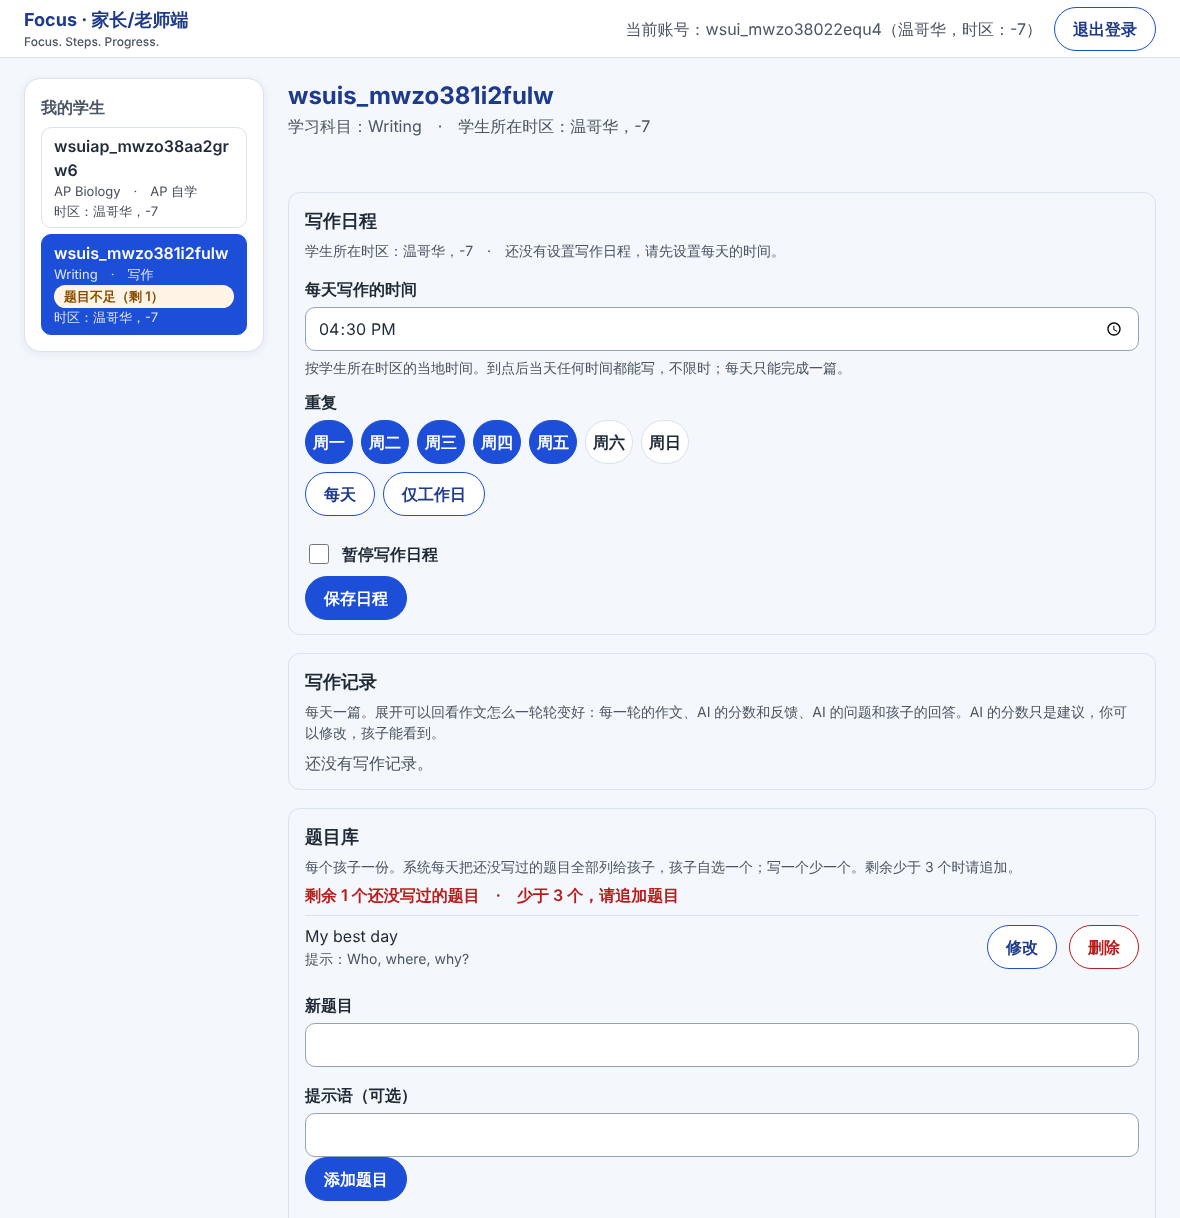 Focus · 家长/老师端
Focus. Steps. Progress.
当前账号：wsui_mwzo38022equ4（温哥华，时区：-7）
退出登录
我的学生
wsuiap_mwzo38aa2gr
w6
AP Biology · AP 自学
时区：温哥华，-7
wsuis_mwzo381i2fulw
Writing · 写作
题目不足（剩 1）
时区：温哥华，-7
wsuis_mwzo381i2fulw
学习科目：Writing · 学生所在时区：温哥华，-7
写作日程
学生所在时区：温哥华，-7 · 还没有设置写作日程，请先设置每天的时间。
每天写作的时间
04:30 PM
按学生所在时区的当地时间。到点后当天任何时间都能写，不限时；每天只能完成一篇。
重复
周一 周二 周三 周四 周五 周六 周日
每天 仅工作日
暂停写作日程
保存日程
写作记录
每天一篇。展开可以回看作文怎么一轮轮变好：每一轮的作文、AI 的分数和反馈、AI 的问题和孩子的回答。AI 的分数只是建议，你可
以修改，孩子能看到。
还没有写作记录。
题目库
每个孩子一份。系统每天把还没写过的题目全部列给孩子，孩子自选一个；写一个少一个。剩余少于 3 个时请追加。
剩余 1 个还没写过的题目 · 少于 3 个，请追加题目
My best day
提示：Who, where, why?
修改 删除
新题目
提示语（可选）
添加题目